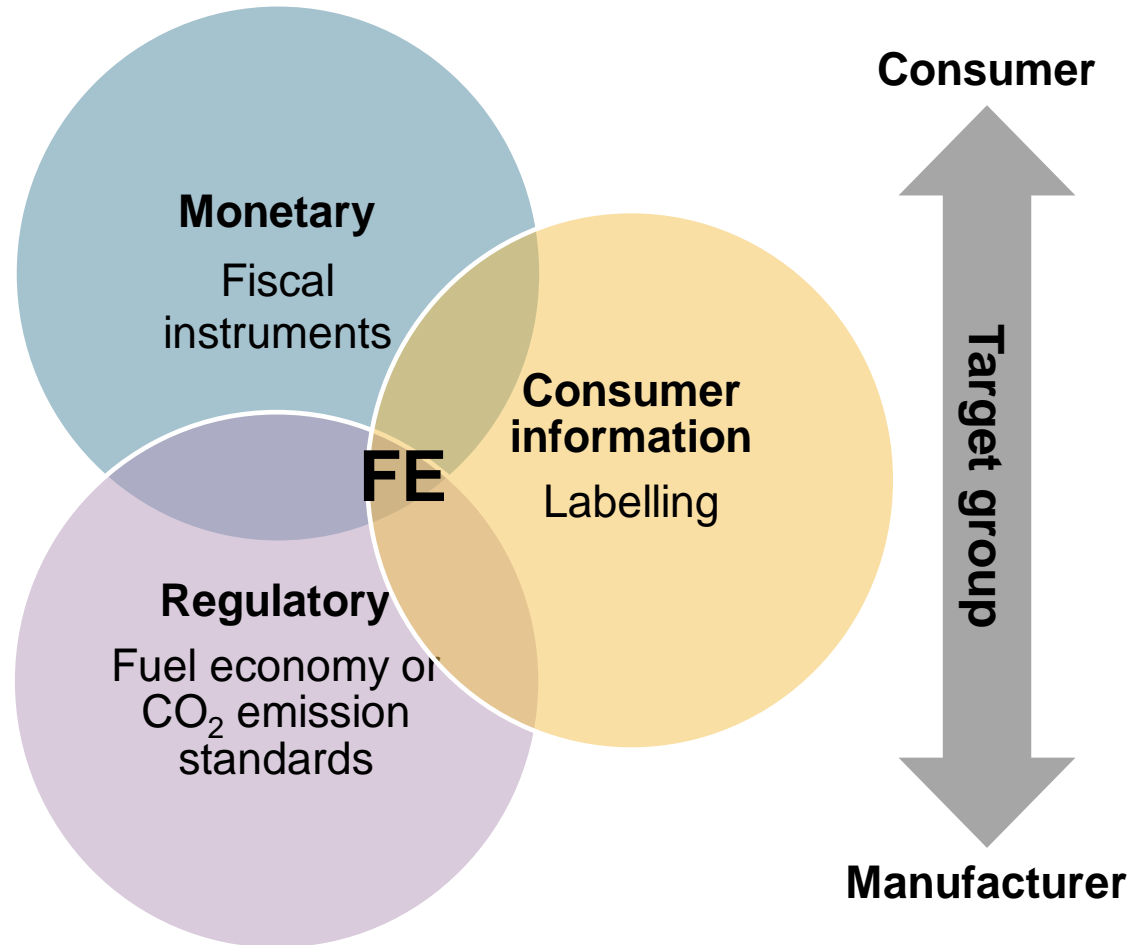 Consumer
Monetary
Fiscal
instruments
Consumer
information
Labelling
FE
Target group
Regulatory
Fuel economy or
CO₂ emission
standards
Manufacturer